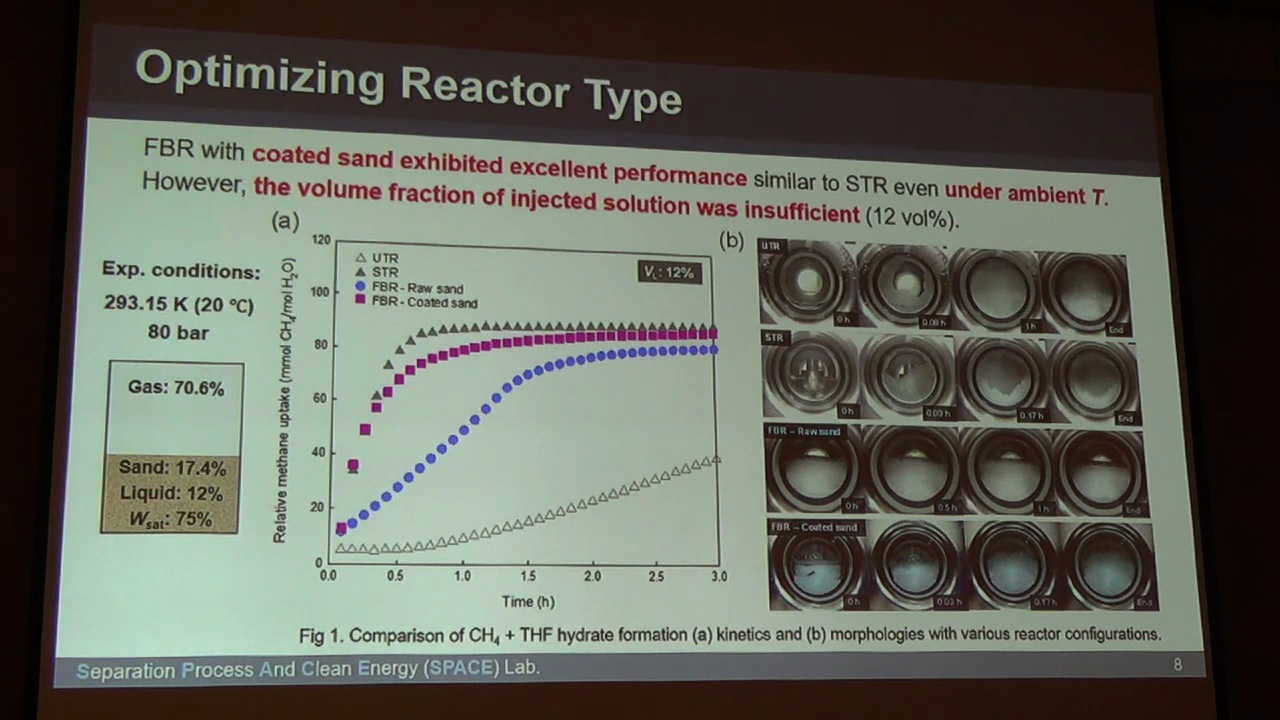 Optimizing Reactor Type
FBR with coated sand exhibited excellent performance similar to STR even under ambient T.
However, the volume fraction of injected solution was insufficient (12 vol%).
Exp. conditions:
293.15 K (20 ℃)
80 bar
Gas: 70.6%
Sand: 17.4%
Liquid: 12%
Wsat: 75%
(a)
Relative methane uptake (mmol CH4/mol H2O)
120
100
80
60
40
20
0
UTR
STR
FBR - Raw sand
FBR - Coated sand
VL: 12%
0.0 0.5 1.0 1.5 2.0 2.5 3.0
Time (h)
(b)
UTR
0 h 0.08 h 1 h End
STR
0 h 0.03 h 0.17 h End
FBR – Raw sand
0 h 0.5 h 1 h End
FBR – Coated sand
0 h 0.03 h 0.17 h End
Fig 1. Comparison of CH4 + THF hydrate formation (a) kinetics and (b) morphologies with various reactor configurations.
Separation Process And Clean Energy (SPACE) Lab.
8